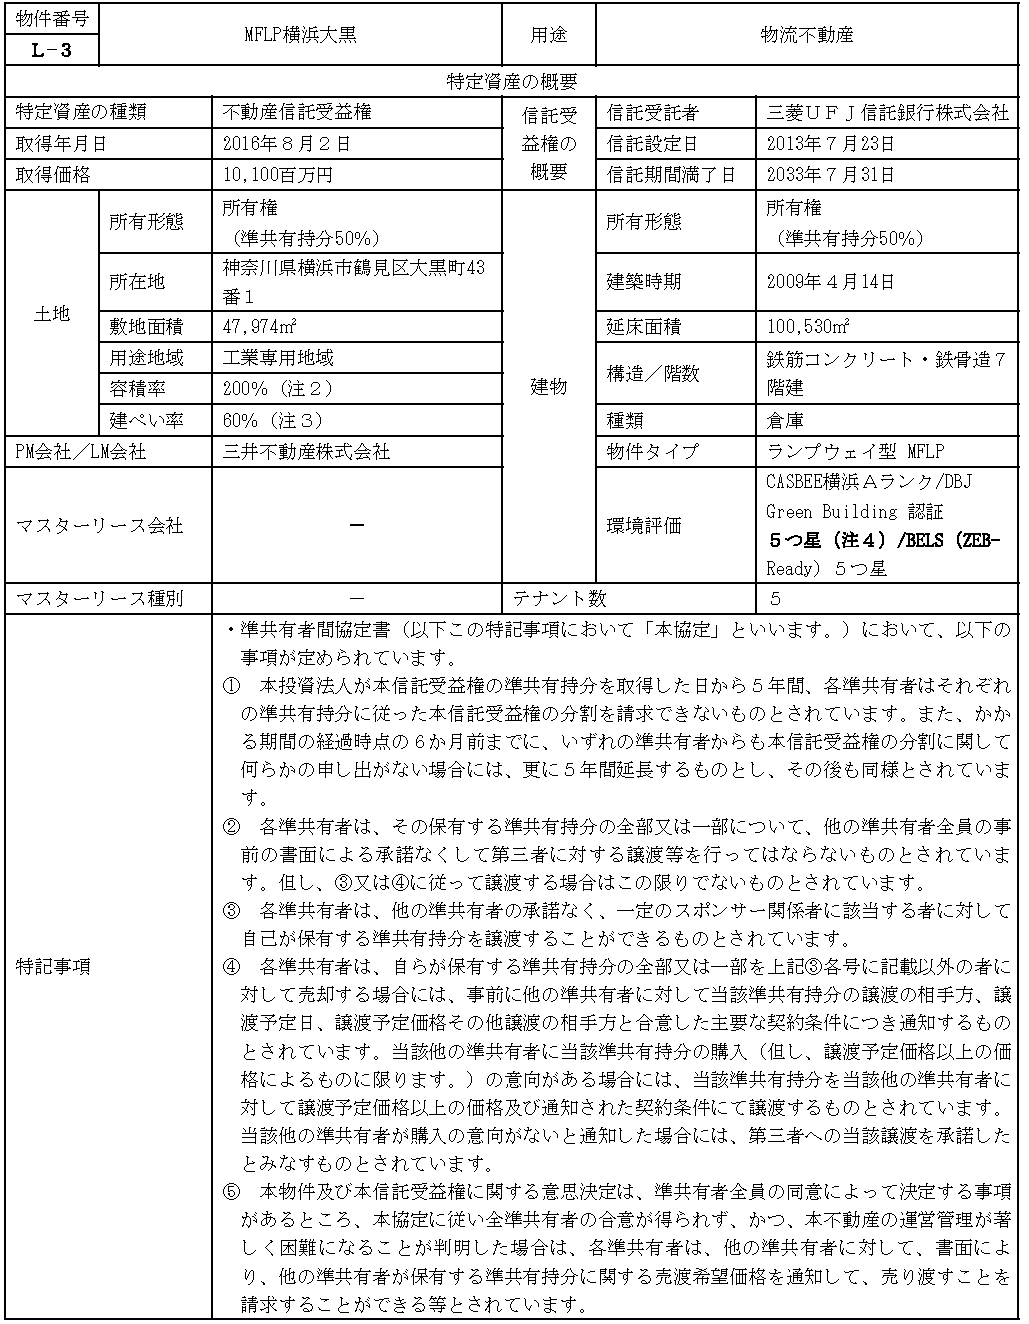 物件番号
L-3
MFLP横浜大黒
用途
物流不動産
特定資産の概要
特定資産の種類
不動産信託受益権
信託受
益権の
概要
信託受託者
三菱UFJ信託銀行株式会社
取得年月日
2016年8月2日
信託設定日
2013年7月23日
取得価格
10,100百万円
信託期間満了日
2033年7月31日
土地
所有形態
所有権
（準共有持分50％）
建物
所有形態
所有権
（準共有持分50％）
所在地
神奈川県横浜市鶴見区大黒町43
番1
建築時期
2009年4月14日
敷地面積
47,974㎡
延床面積
100,530㎡
用途地域
工業専用地域
構造／階数
鉄筋コンクリート・鉄骨造7
階建
容積率
200％（注2）
建ぺい率
60％（注3）
種類
倉庫
PM会社／LM会社
三井不動産株式会社
物件タイプ
ランプウェイ型 MFLP
マスターリース会社
－
環境評価
CASBEE横浜Aランク/DBJ
Green Building 認証
5つ星（注4）/BELS（ZEB-
Ready）5つ星
マスターリース種別
－
テナント数
5
特記事項
・準共有者間協定書（以下この特記事項において「本協定」といいます。）において、以下の
事項が定められています。
① 本投資法人が本信託受益権の準共有持分を取得した日から5年間、各準共有者はそれぞれ
の準共有持分に従った本信託受益権の分割を請求できないものとされています。また、かか
る期間の経過時点の6か月前までに、いずれの準共有者からも本信託受益権の分割に関して
何らかの申し出がない場合には、更に5年間延長するものとし、その後も同様とされていま
す。
② 各準共有者は、その保有する準共有持分の全部又は一部について、他の準共有者全員の事
前の書面による承諾なくして第三者に対する譲渡等を行ってはならないものとされていま
す。但し、③又は④に従って譲渡する場合はこの限りでないものとされています。
③ 各準共有者は、他の準共有者の承諾なく、一定のスポンサー関係者に該当する者に対して
自己が保有する準共有持分を譲渡することができるものとされています。
④ 各準共有者は、自らが保有する準共有持分の全部又は一部を上記③各号に記載以外の者に
対して売却する場合には、事前に他の準共有者に対して当該準共有持分の譲渡の相手方、譲
渡予定日、譲渡予定価格その他譲渡の相手方と合意した主要な契約条件につき通知するもの
とされています。当該他の準共有者に当該準共有持分の購入（但し、譲渡予定価格以上の価
格によるものに限ります。）の意向がある場合には、当該準共有持分を当該他の準共有者に
対して譲渡予定価格以上の価格及び通知された契約条件にて譲渡するものとされています。
当該他の準共有者が購入の意向がないと通知した場合には、第三者への当該譲渡を承諾した
とみなすものとされています。
⑤ 本物件及び本信託受益権に関する意思決定は、準共有者全員の同意によって決定する事項
があるところ、本協定に従い全準共有者の合意が得られず、かつ、本不動産の運営管理が著
しく困難になることが判明した場合は、各準共有者は、他の準共有者に対して、書面によ
り、他の準共有者が保有する準共有持分に関する売渡希望価格を通知して、売り渡すことを
請求することができる等とされています。